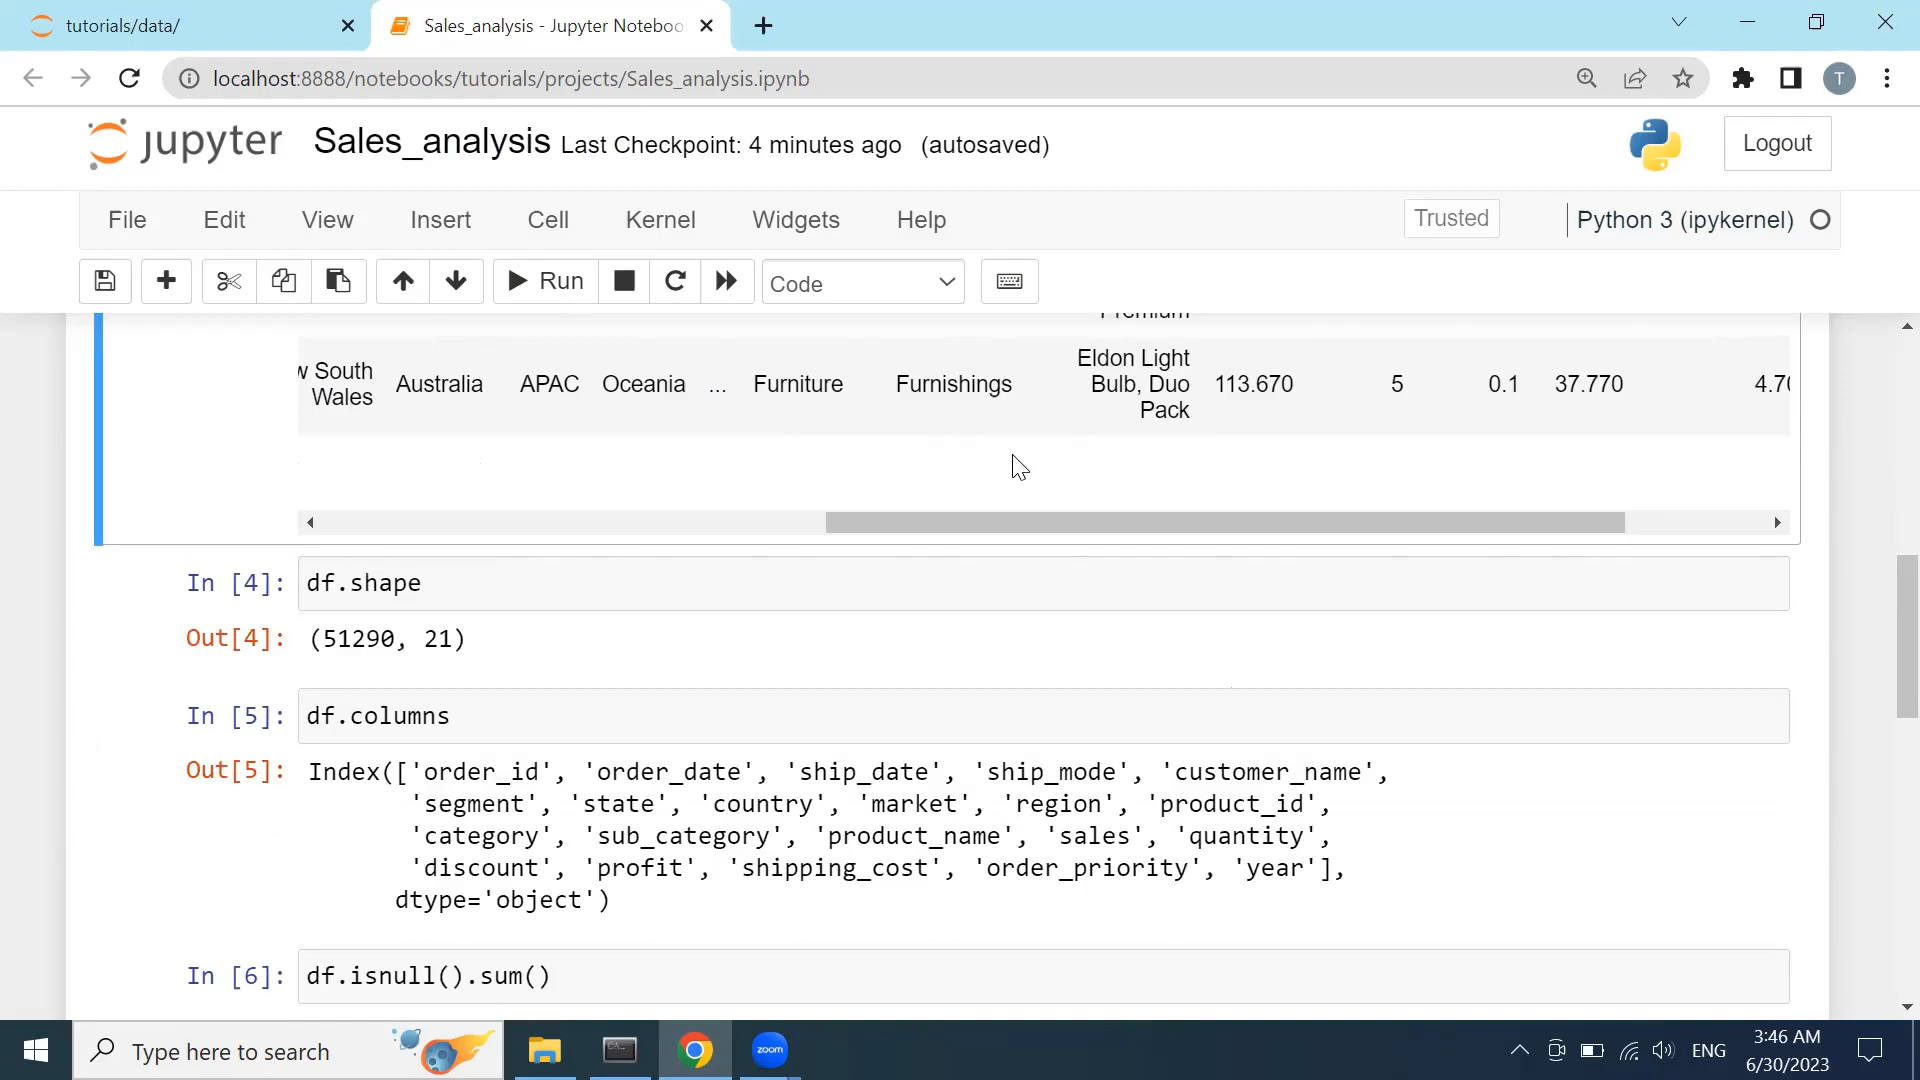 tutorials/data/
Sales_analysis - Jupyter Noteboo
localhost:8888/notebooks/tutorials/projects/Sales_analysis.ipynb
T
jupyter Sales_analysis Last Checkpoint: 4 minutes ago (autosaved)
Logout
File Edit View Insert Cell Kernel Widgets Help
Trusted
Python 3 (ipykernel)
Run
Code
Premium
w South Wales Australia APAC Oceania ... Furniture Furnishings Eldon Light Bulb, Duo Pack 113.670 5 0.1 37.770 4.70
In [4]: df.shape
Out[4]: (51290, 21)
In [5]: df.columns
Out[5]: Index(['order_id', 'order_date', 'ship_date', 'ship_mode', 'customer_name',
'segment', 'state', 'country', 'market', 'region', 'product_id',
'category', 'sub_category', 'product_name', 'sales', 'quantity',
'discount', 'profit', 'shipping_cost', 'order_priority', 'year'],
dtype='object')
In [6]: df.isnull().sum()
Type here to search
zoom
ENG
3:46 AM
6/30/2023